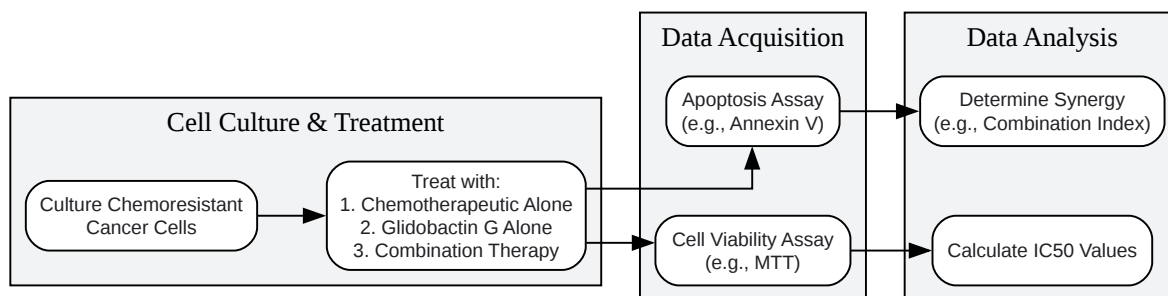 Cell Culture & Treatment
Culture Chemoresistant
Cancer Cells
Treat with:
1. Chemotherapeutic Alone
2. Glidobactin G Alone
3. Combination Therapy
Data Acquisition
Apoptosis Assay
(e.g., Annexin V)
Cell Viability Assay
(e.g., MTT)
Data Analysis
Determine Synergy
(e.g., Combination Index)
Calculate IC50 Values